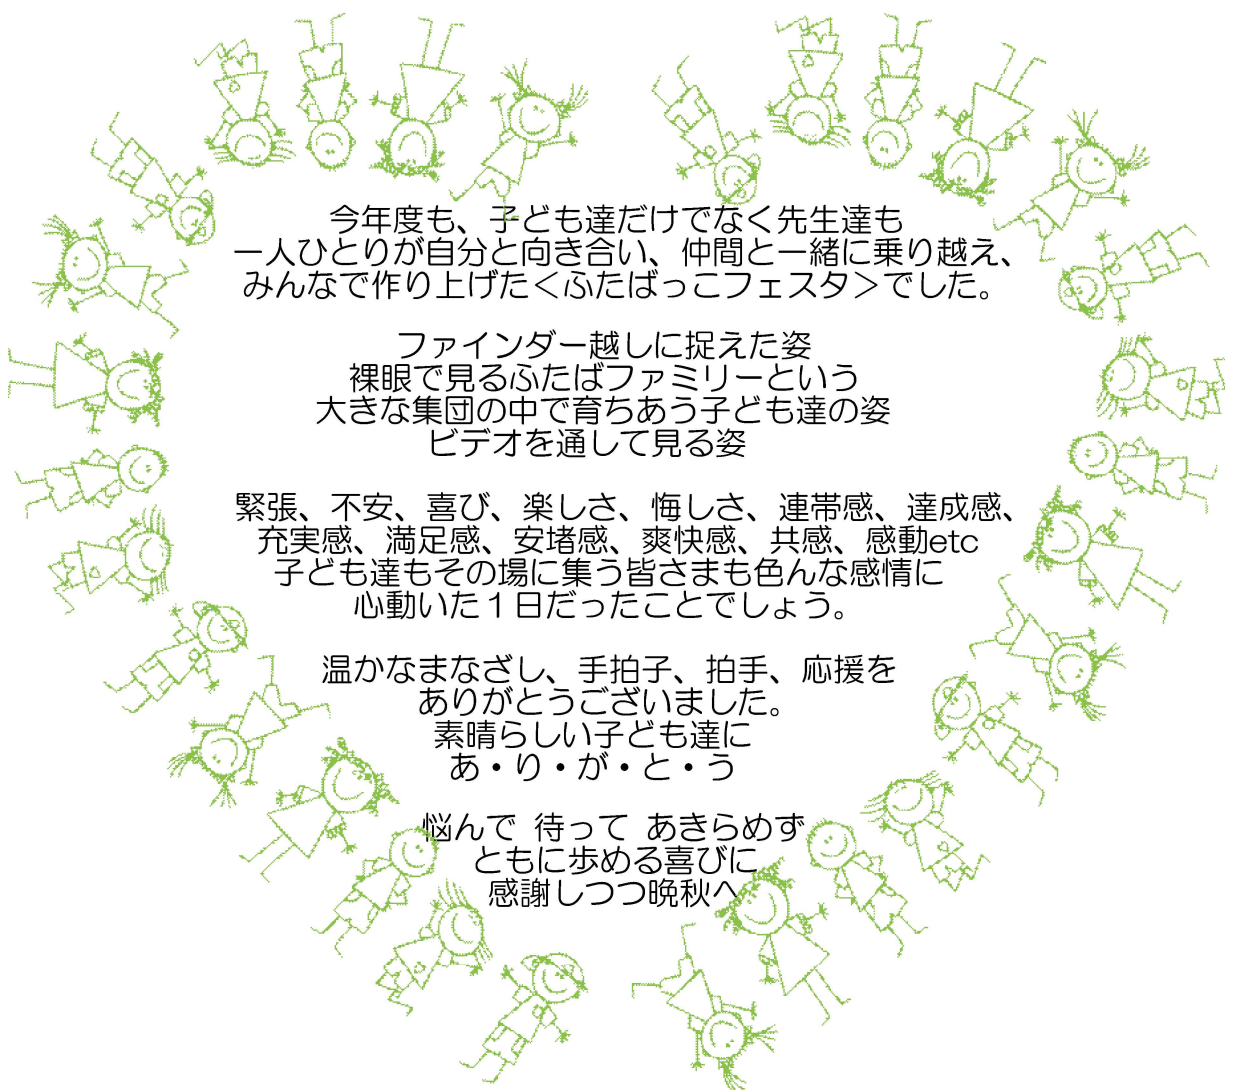 今年度も、子ども達だけでなく先生達も
一人ひとりが自分と向き合い、仲間と一緒に乗り越え、
みんなで作り上げた＜ふたばっこフェスタ＞でした。
ファインダー越しに捉えた姿
裸眼で見るふたばファミリーという
大きな集団の中で育ちあう子ども達の姿
ビデオを通して見る姿
緊張、不安、喜び、楽しさ、悔しさ、連帯感、達成感、
充実感、満足感、安堵感、爽快感、共感、感動etc
子ども達もその場に集う皆さまも色んな感情に
心動いた１日だったことでしょう。
温かなまなざし、手拍子、拍手、応援を
ありがとうございました。
素晴らしい子ども達に
あ・り・が・と・う
悩んで 待って あきらめず
ともに歩める喜びに
感謝しつつ晩秋へ